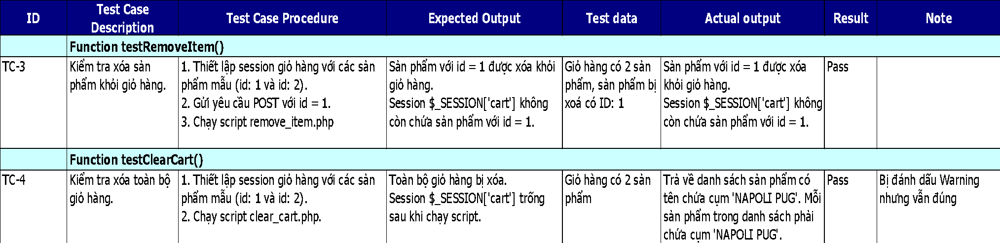 ID
Test Case
Description
Test Case Procedure
Expected Output
Test data
Actual output
Result
Note
Function testRemoveItem()
TC-3
Kiểm tra xóa sản
phẩm khỏi giỏ hàng.
1. Thiết lập session giỏ hàng với các sản
phẩm mẫu (id: 1 và id: 2).
2. Gửi yêu cầu POST với id = 1.
3. Chạy script remove_item.php
Sản phẩm với id = 1 được xóa khỏi
giỏ hàng.
Session $_SESSION['cart'] không
còn chứa sản phẩm với id = 1.
Giỏ hàng có 2 sản
phẩm, sản phẩm bị
xoá có ID: 1
Sản phẩm với id = 1 được xóa
khỏi giỏ hàng.
Session $_SESSION['cart'] không
còn chứa sản phẩm với id = 1.
Pass
Function testClearCart()
TC-4
Kiểm tra xóa toàn bộ
giỏ hàng.
1. Thiết lập session giỏ hàng với các sản
phẩm mẫu (id: 1 và id: 2).
2. Chạy script clear_cart.php.
Toàn bộ giỏ hàng bị xóa.
Session $_SESSION['cart'] trống
sau khi chạy script.
Giỏ hàng có 2 sản
phẩm
Trả về danh sách sản phẩm có
tên chứa cụm 'NAPOLI PUG'. Mỗi
sản phẩm trong danh sách phải
chứa cụm 'NAPOLI PUG'.
Pass
Bị đánh dấu Warning
nhưng vẫn đúng